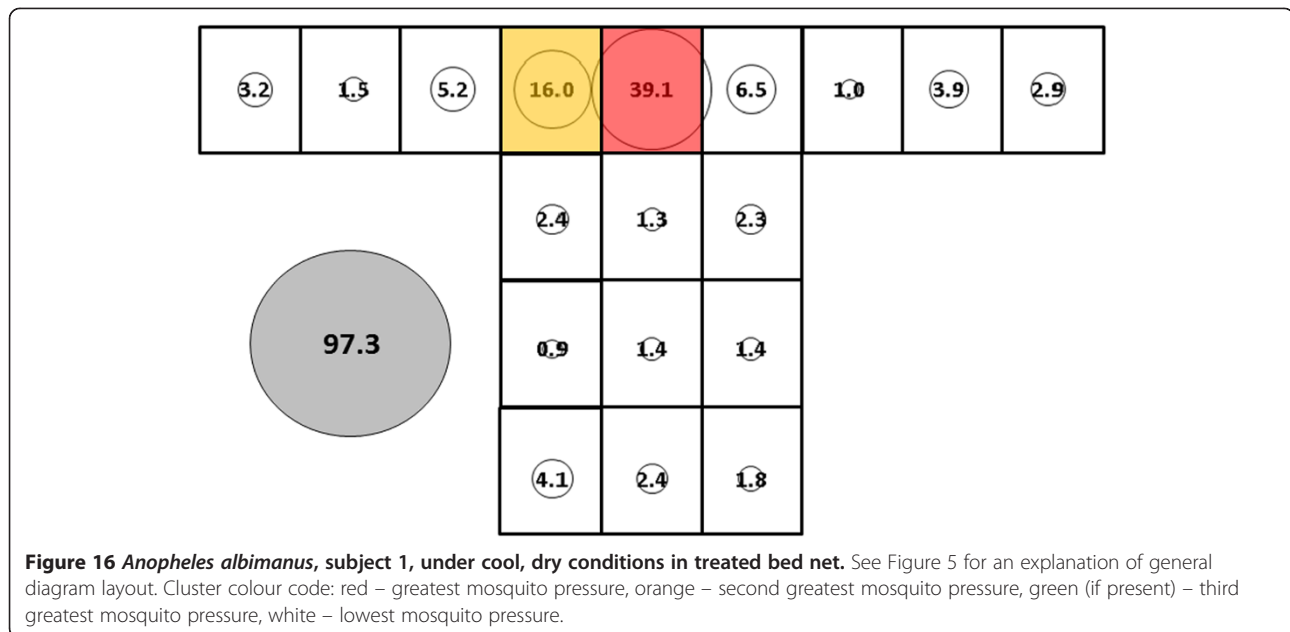 3.2 1.5 5.2 16.0 39.1 6.5 1.0 3.9 2.9
2.4 1.3 2.3
97.3 0.9 1.4 1.4
4.1 2.4 1.8
Figure 16 Anopheles albimanus, subject 1, under cool, dry conditions in treated bed net. See Figure 5 for an explanation of general
diagram layout. Cluster colour code: red – greatest mosquito pressure, orange – second greatest mosquito pressure, green (if present) – third
greatest mosquito pressure, white – lowest mosquito pressure.